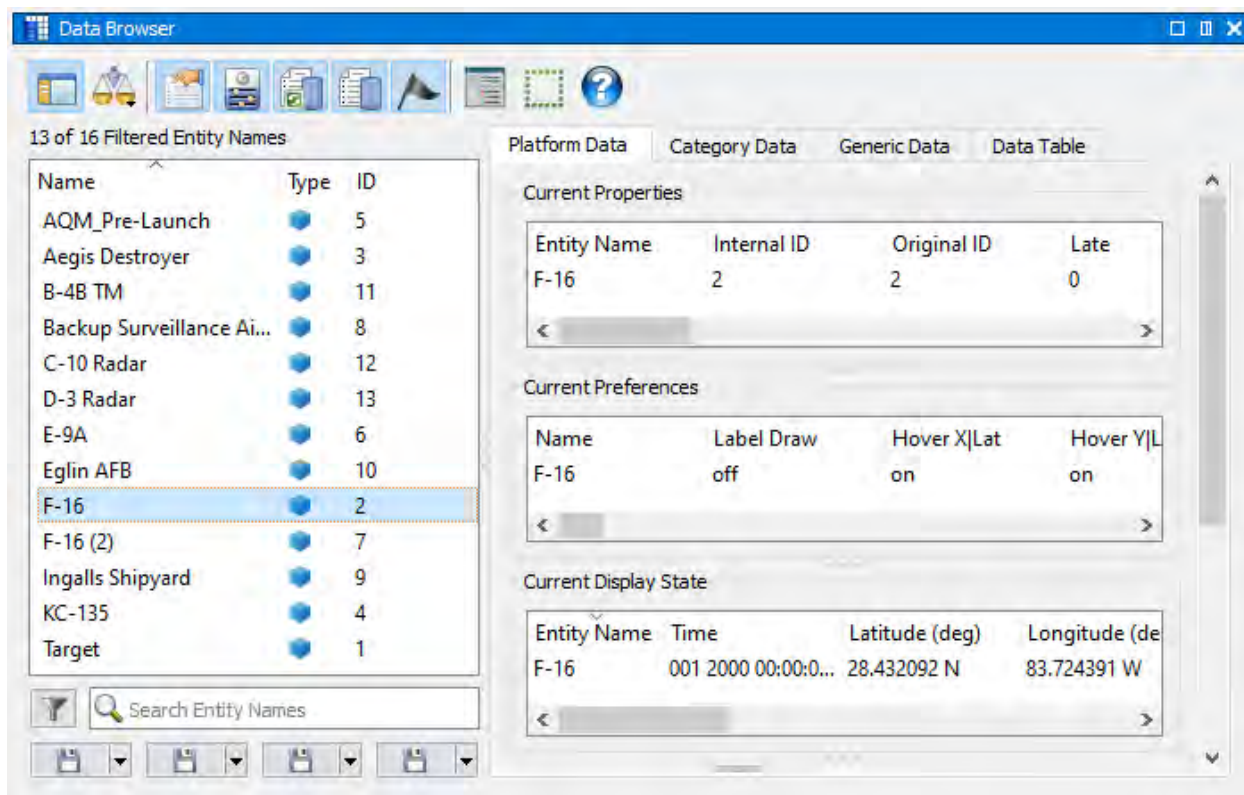 Data Browser
13 of 16 Filtered Entity Names
Name Type ID
AQM_Pre-Launch 5
Aegis Destroyer 3
B-4B TM 11
Backup Surveillance Ai... 8
C-10 Radar 12
D-3 Radar 13
E-9A 6
Eglin AFB 10
F-16 2
F-16 (2) 7
Ingalls Shipyard 9
KC-135 4
Target 1
Search Entity Names
Platform Data Category Data Generic Data Data Table
Current Properties
Entity Name Internal ID Original ID Late
F-16 2 2 0
Current Preferences
Name Label Draw Hover X|Lat Hover Y|L
F-16 off on on
Current Display State
Entity Name Time Latitude (deg) Longitude (de
F-16 001 2000 00:00:0... 28.432092 N 83.724391 W